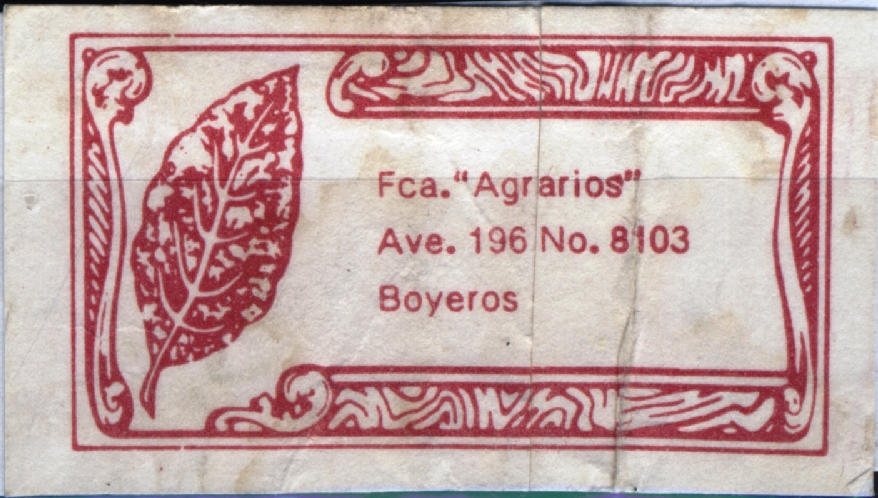 Fca. "Agrarios"
Ave. 196 No. 8103
Boyeros